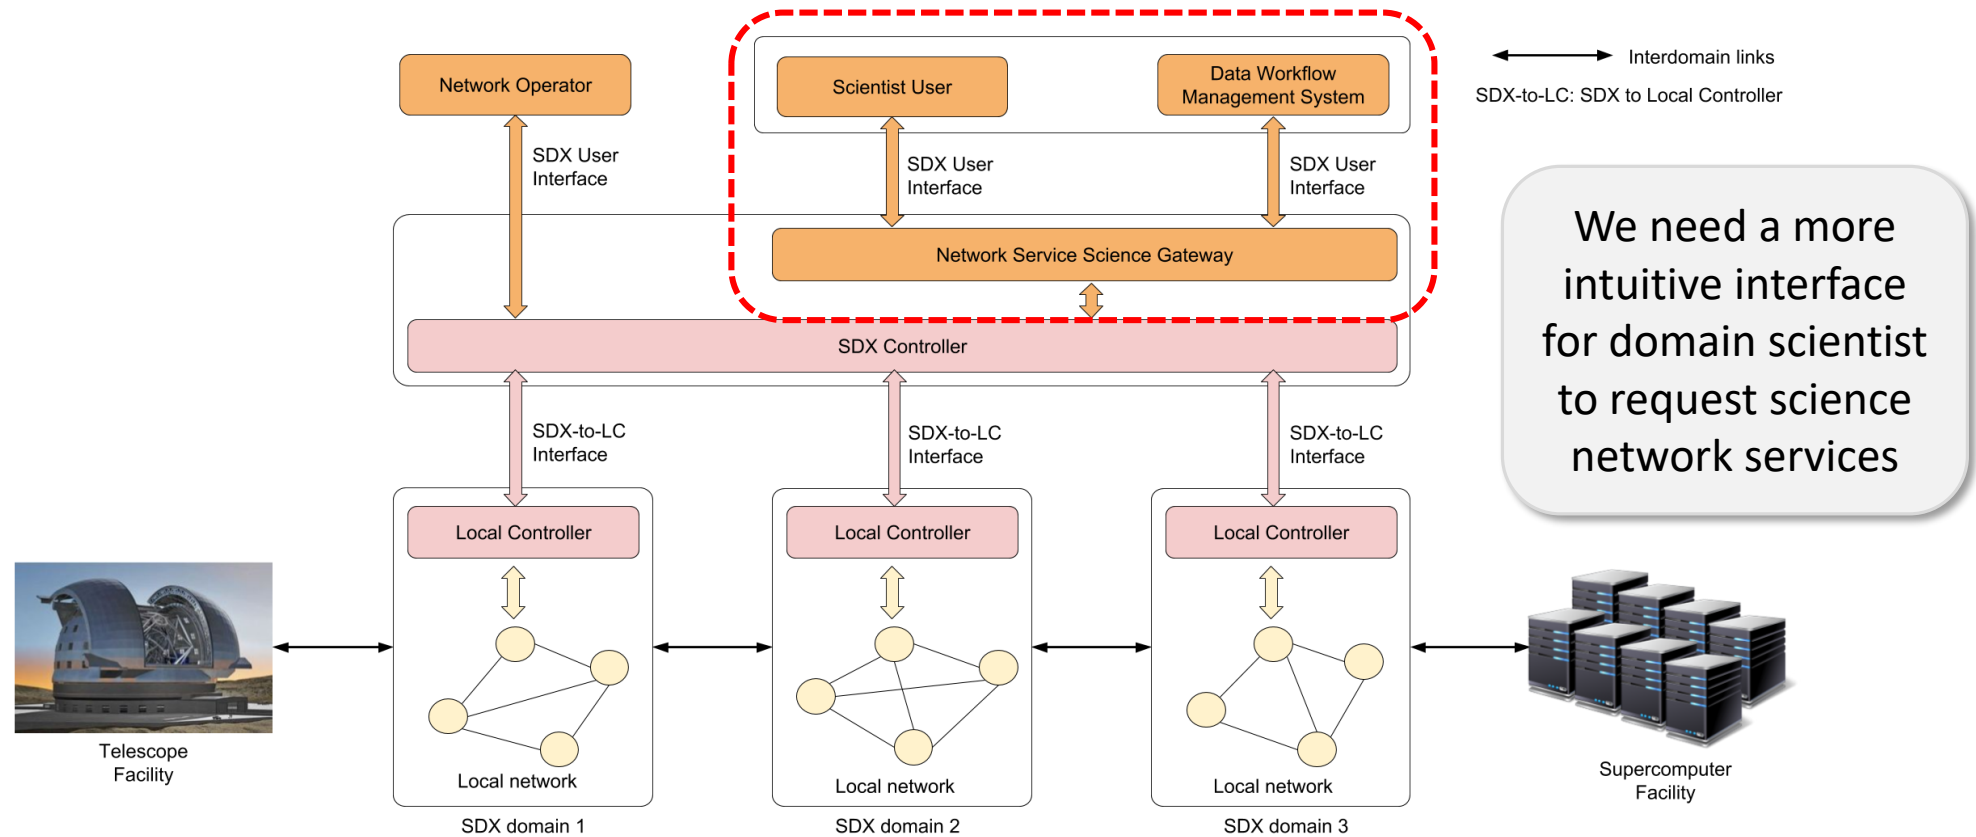 Network Operator
Scientist User
Data Workflow
Management System
Interdomain links
SDX-to-LC: SDX to Local Controller
SDX User
Interface
SDX User
Interface
SDX User
Interface
Network Service Science Gateway
SDX Controller
We need a more
intuitive interface
for domain scientist
to request science
network services
SDX-to-LC
Interface
SDX-to-LC
Interface
SDX-to-LC
Interface
Local Controller
Local Controller
Local Controller
Telescope
Facility
Local network
Local network
Local network
Supercomputer
Facility
SDX domain 1
SDX domain 2
SDX domain 3